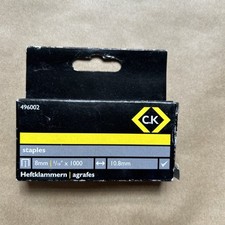 496002
C.K
staples
8mm | 5/16" x 1000 10.8mm
Heftklammern | agrafes